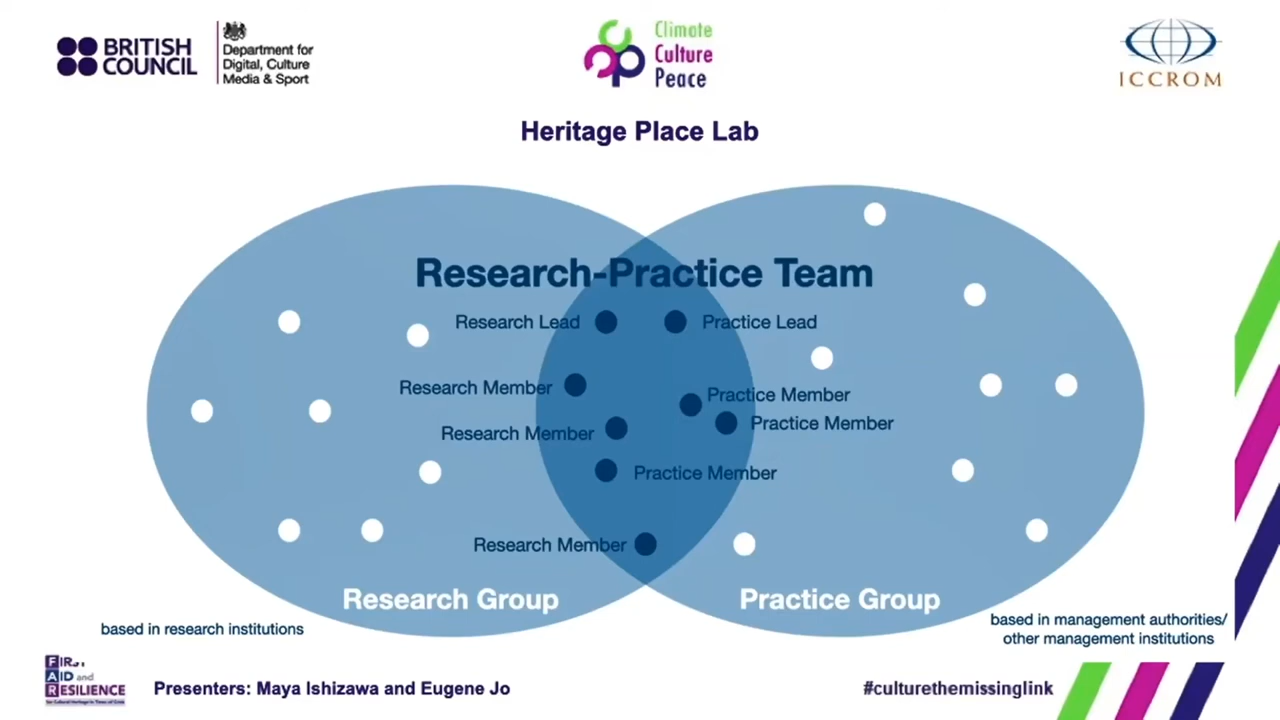 BRITISH
COUNCIL
Department for
Digital, Culture
Media & Sport
Climate
Culture
Peace
ICCROM
Heritage Place Lab
Research-Practice Team
Research Lead
Practice Lead
Research Member
Practice Member
Practice Member
Research Member
Practice Member
Research Member
Research Group
Practice Group
based in research institutions
based in management authorities/
other management institutions
AID and
RESILIENCE
Presenters: Maya Ishizawa and Eugene Jo
#culturethemissinglink